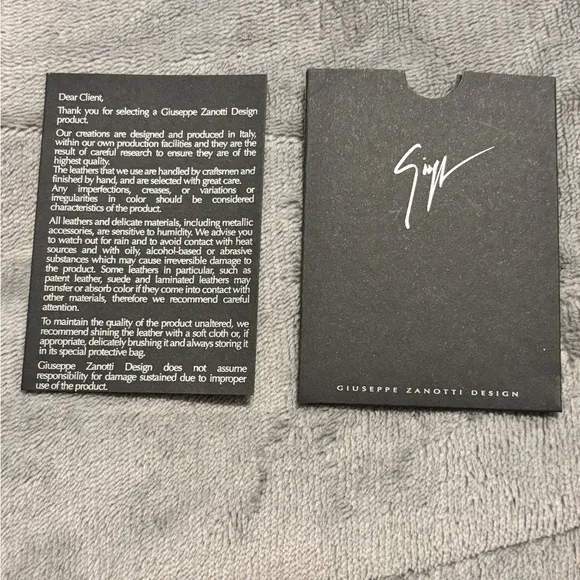 Dear Client,
Thank you for selecting a Giuseppe Zanotti Design
product.
Our creations are designed and produced in Italy,
within our own production facilities and they are the
result of careful research to ensure they are of the
highest quality.
The leathers that we use are handled by craftsmen and
finished by hand, and are selected with great care.
Any imperfections, creases, or variations or
irregularities in color should be considered
characteristics of the product.
All leathers and delicate materials, including metallic
accessories, are sensitive to humidity. We advise you
to watch out for rain and to avoid contact with heat
sources and with oily, alcohol-based or abrasive
substances which may cause irreversible damage to
the product. Some leathers in particular, such as
patent leather, suede and laminated leathers may
transfer or absorb color if they come into contact with
other materials, therefore we recommend careful
attention.
To maintain the quality of the product unaltered, we
recommend shining the leather with a soft cloth or, if
appropriate, delicately brushing it and always storing it
in its special protective bag.
Giuseppe Zanotti Design does not assume
responsibility for damage sustained due to improper
use of the product.
GIUSEPPE ZANOTTI DESIGN